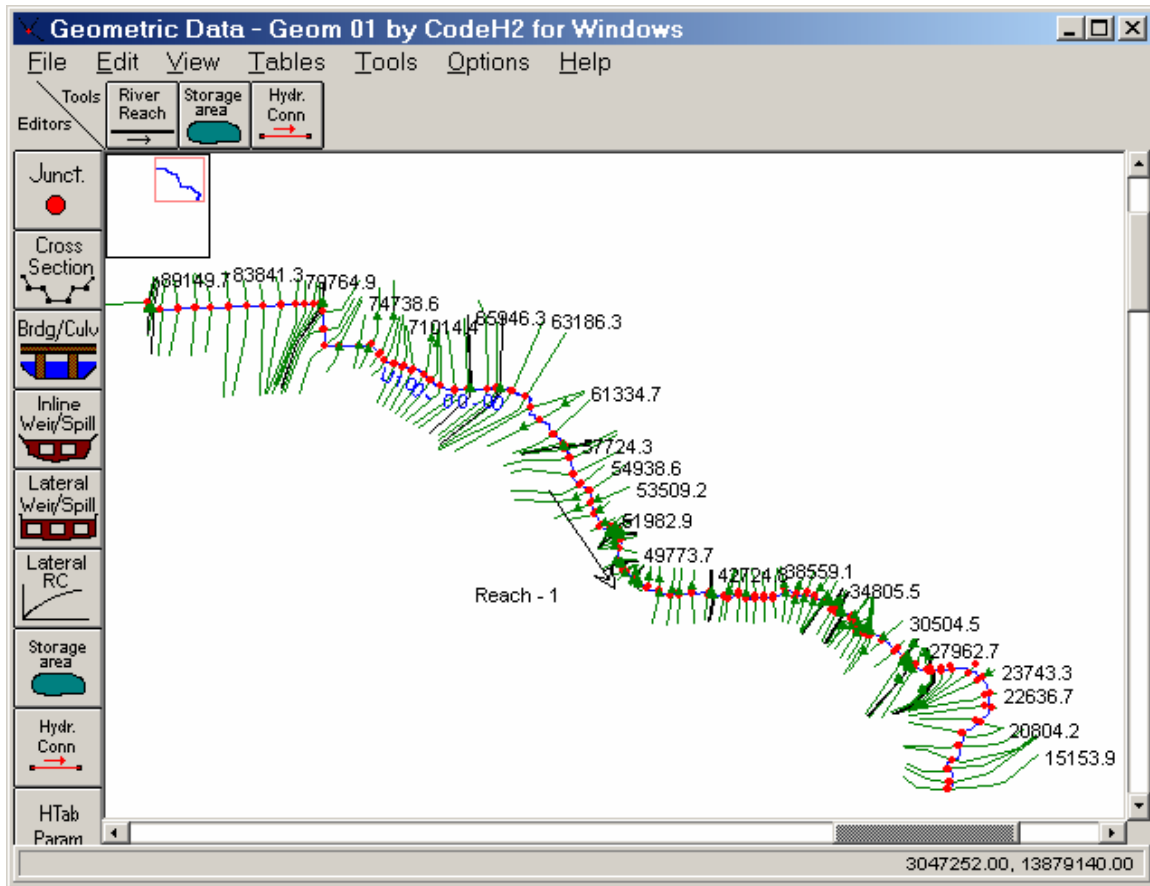 Geometric Data - Geom 01 by CodeH2 for Windows
File Edit View Tables Tools Options Help
Tools
Editors
River
Reach
Storage
area
Hydr.
Conn
Junct.
Cross
Section
Brdg/Culv
Inline
Weir/Spill
Lateral
Weir/Spill
Lateral
RC
Storage
area
Hydr.
Conn
HTab
Param
89149.7
83841.3
79764.9
74738.6
71014.4
65946.3
63186.3
61334.7
57724.3
54938.6
53509.2
51982.9
49773.7
Reach - 1
38559.1
34805.5
30504.5
27962.7
23743.3
22636.7
20804.2
15153.9
3047252.00, 13879140.00